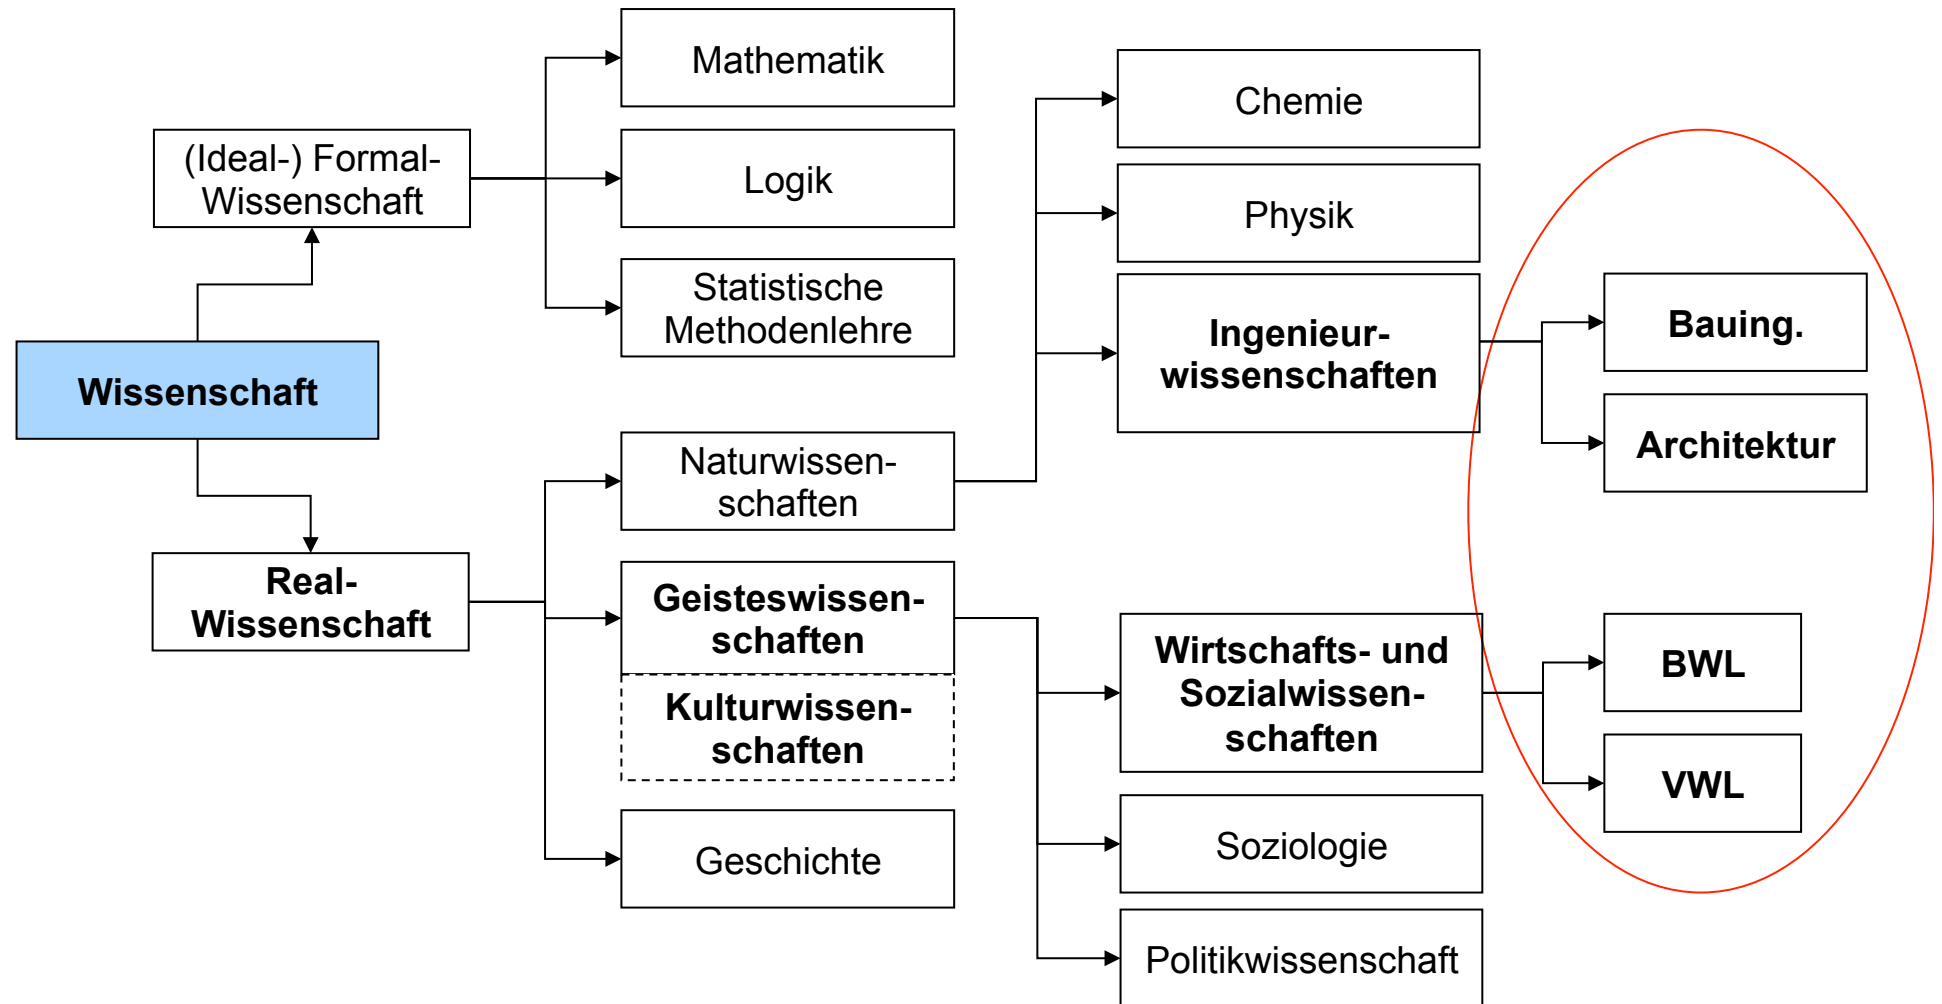 Mathematik
(Ideal-) Formal-
Wissenschaft
Logik
Statistische
Methodenlehre
Wissenschaft
Real-
Wissenschaft
Naturwissen-
schaften
Geisteswissen-
schaften
Kulturwissen-
schaften
Geschichte
Chemie
Physik
Ingenieur-
wissenschaften
Wirtschafts- und
Sozialwissen-
schaften
Soziologie
Politikwissenschaft
Bauing.
Architektur
BWL
VWL